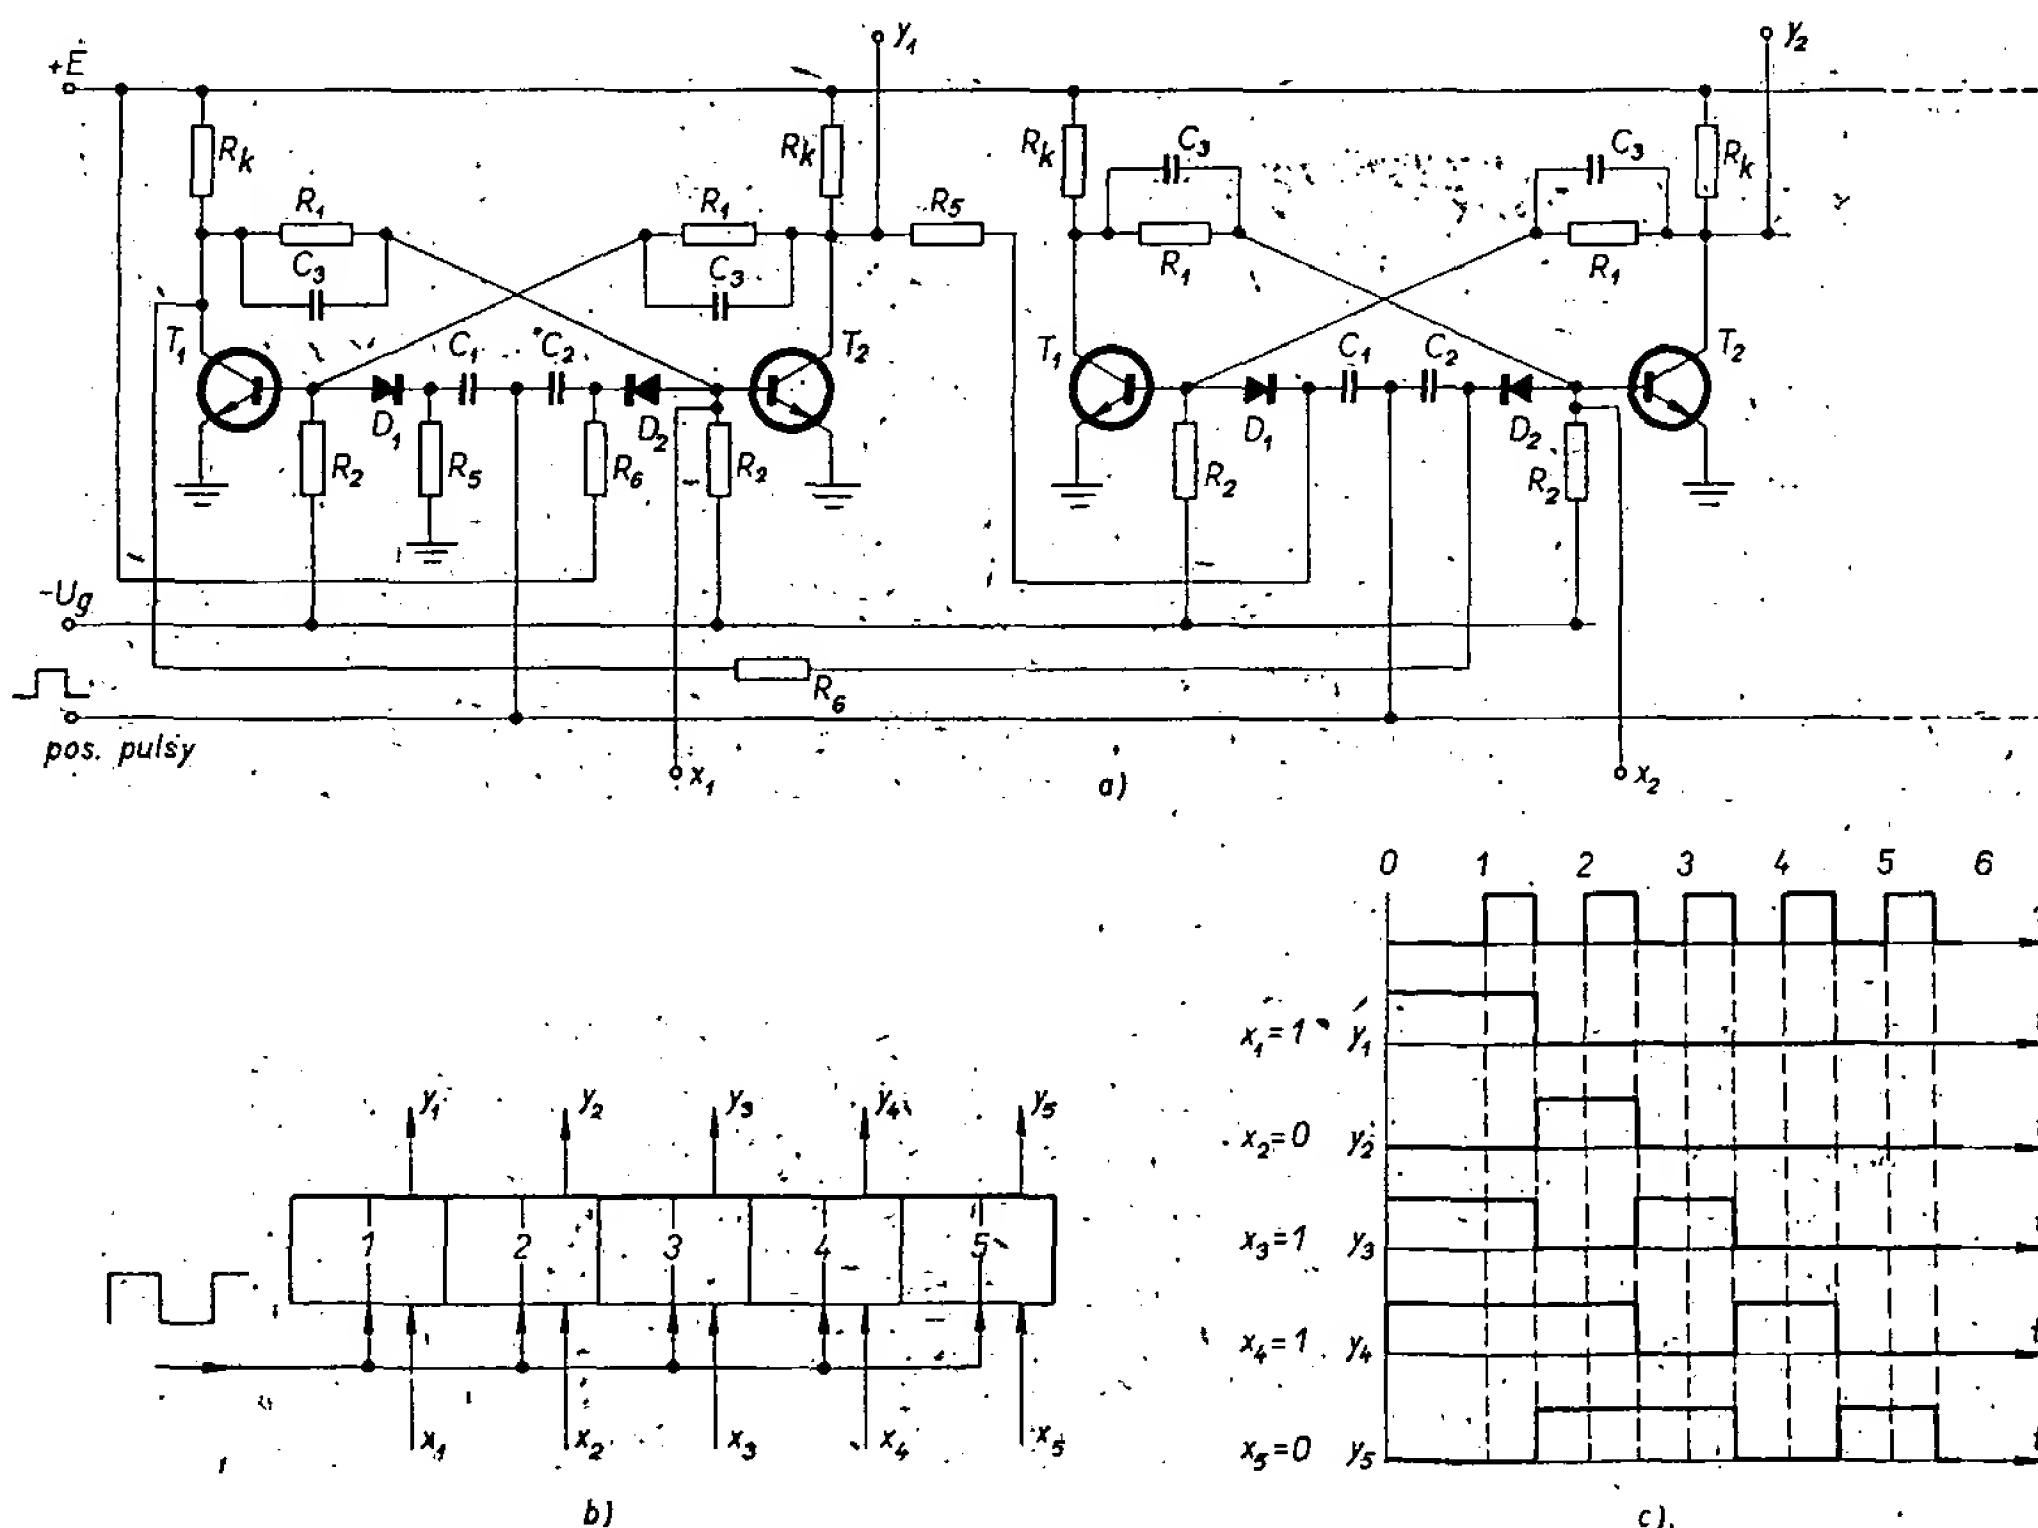 +E
y₁
y₂
Rk
Rk
Rk
C₃
C₃
Rk
R₁
R₁
R₅
C₃
C₃
R₁
R₁
T₁
C₁
C₂
T₂
T₁
C₁
C₂
T₂
D₁
D₂
D₁
D₂
R₂
R₅
R₆
R₂
R₂
R₂
-Ug
R₆
pos. pulsy
x₁
a)
x₂
0 1 2 3 4 5 6
x₁=1 y₁
x₂=0 y₂
x₃=1 y₃
x₄=1 y₄
x₅=0 y₅
c).
y₁ y₂ y₃ y₄ y₅
1 2 3 4 5
x₁ x₂ x₃ x₄ x₅
b)